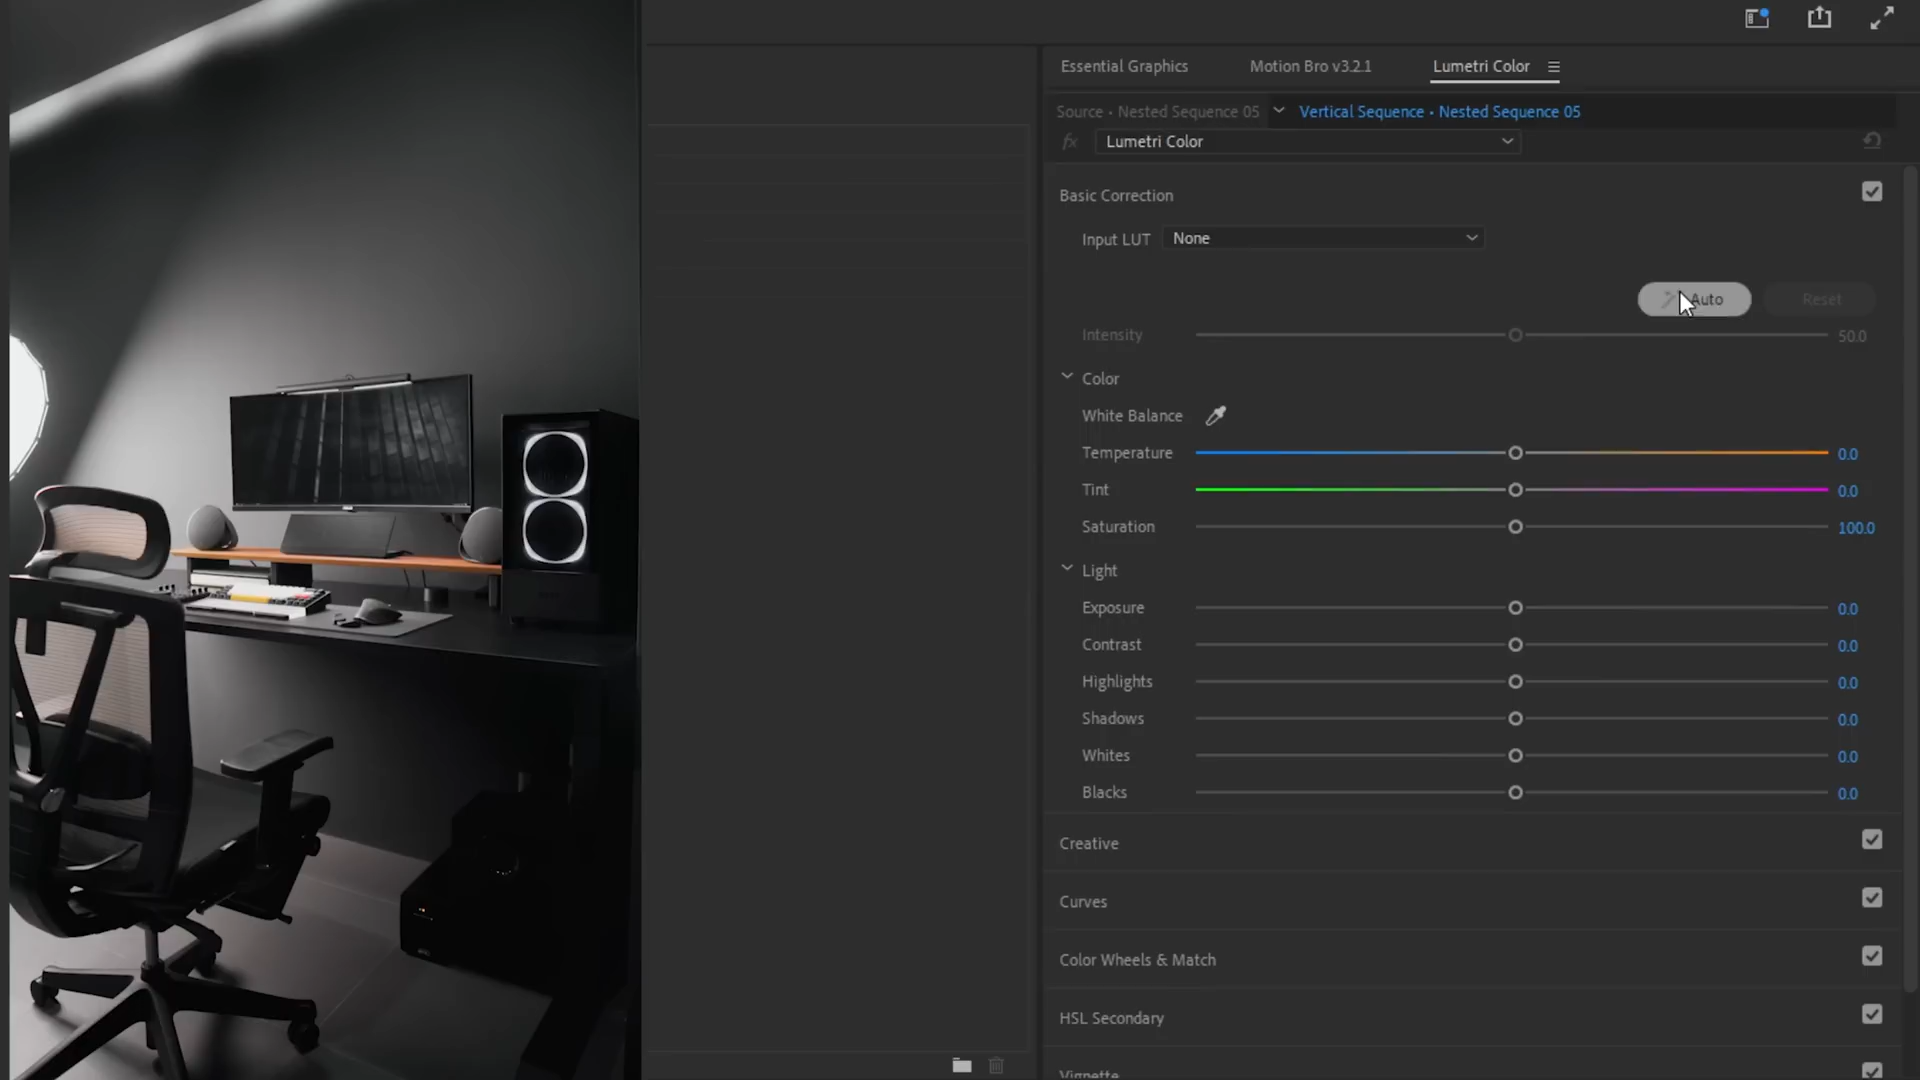 Essential Graphics
Motion Bro v3.2.1
Lumetri Color
Source · Nested Sequence 05
Vertical Sequence · Nested Sequence 05
fx
Lumetri Color
Basic Correction
Input LUT
None
Auto
Reset
Intensity
50.0
Color
White Balance
Temperature
0.0
Tint
0.0
Saturation
100.0
Light
Exposure
0.0
Contrast
0.0
Highlights
0.0
Shadows
0.0
Whites
0.0
Blacks
0.0
Creative
Curves
Color Wheels & Match
HSL Secondary
Vignette